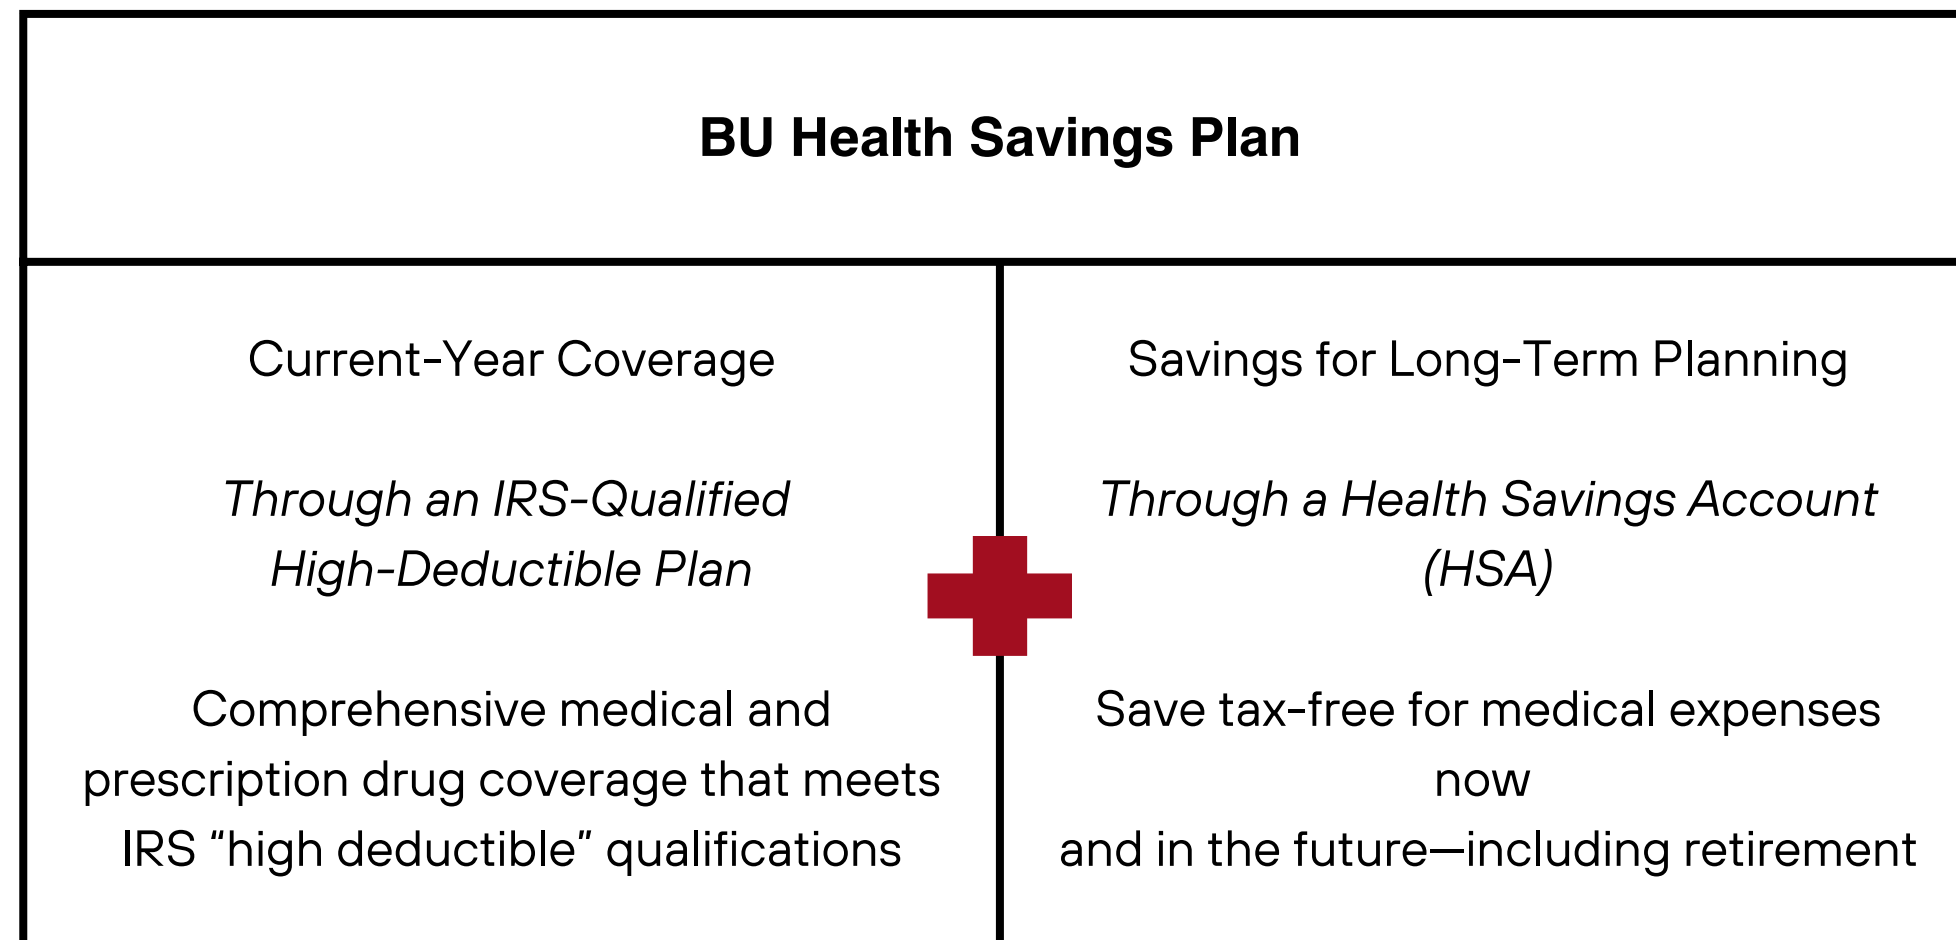 BU Health Savings Plan
Current-Year Coverage
Through an IRS-Qualified
High-Deductible Plan
Comprehensive medical and
prescription drug coverage that meets
IRS “high deductible” qualifications
Savings for Long-Term Planning
Through a Health Savings Account
(HSA)
Save tax-free for medical expenses
now
and in the future—including retirement